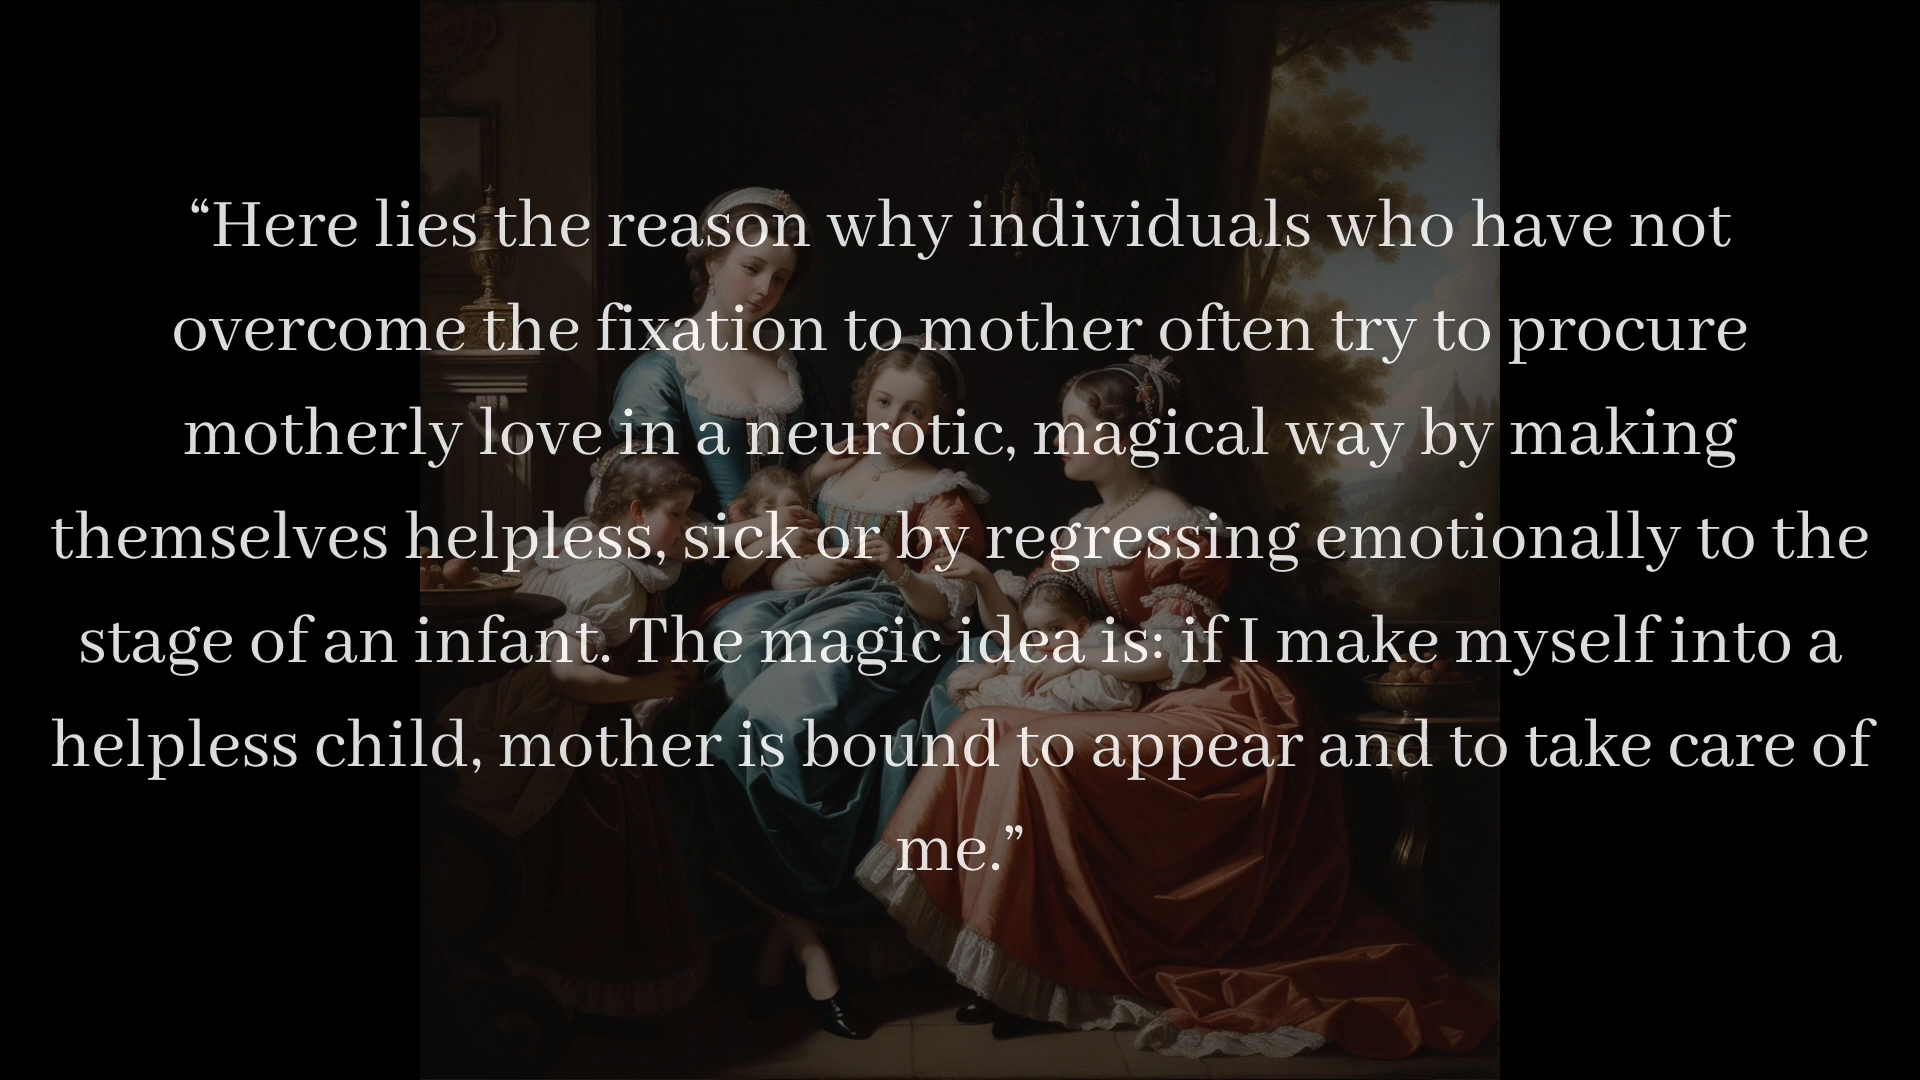 “Here lies the reason why individuals who have not
overcome the fixation to mother often try to procure
motherly love in a neurotic, magical way by making
themselves helpless, sick or by regressing emotionally to the
stage of an infant. The magic idea is: if I make myself into a
helpless child, mother is bound to appear and to take care of
me.”